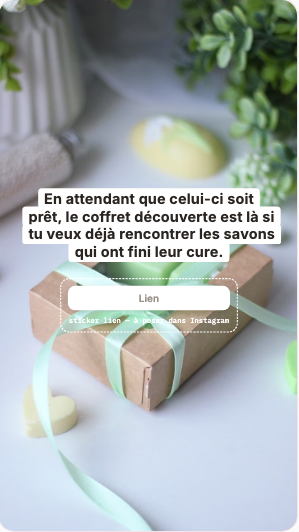 En attendant que celui-ci soit
prêt, le coffret découverte est là si
tu veux déjà rencontrer les savons
qui ont fini leur cure.
Lien
sticker lien — à poser dans Instagram